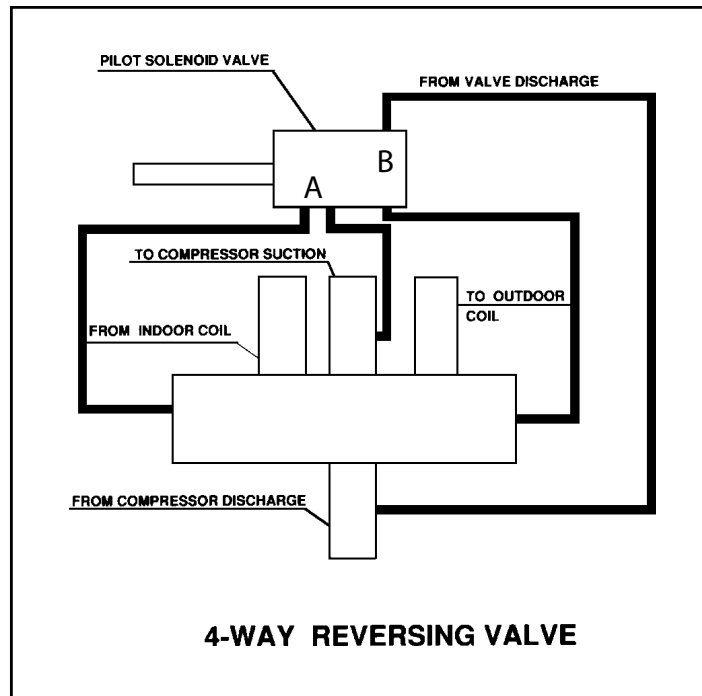 PILOT SOLENOID VALVE
FROM VALVE DISCHARGE
B
A
TO COMPRESSOR SUCTION
TO OUTDOOR
COIL
FROM INDOOR COIL
FROM COMPRESSOR DISCHARGE
4-WAY REVERSING VALVE